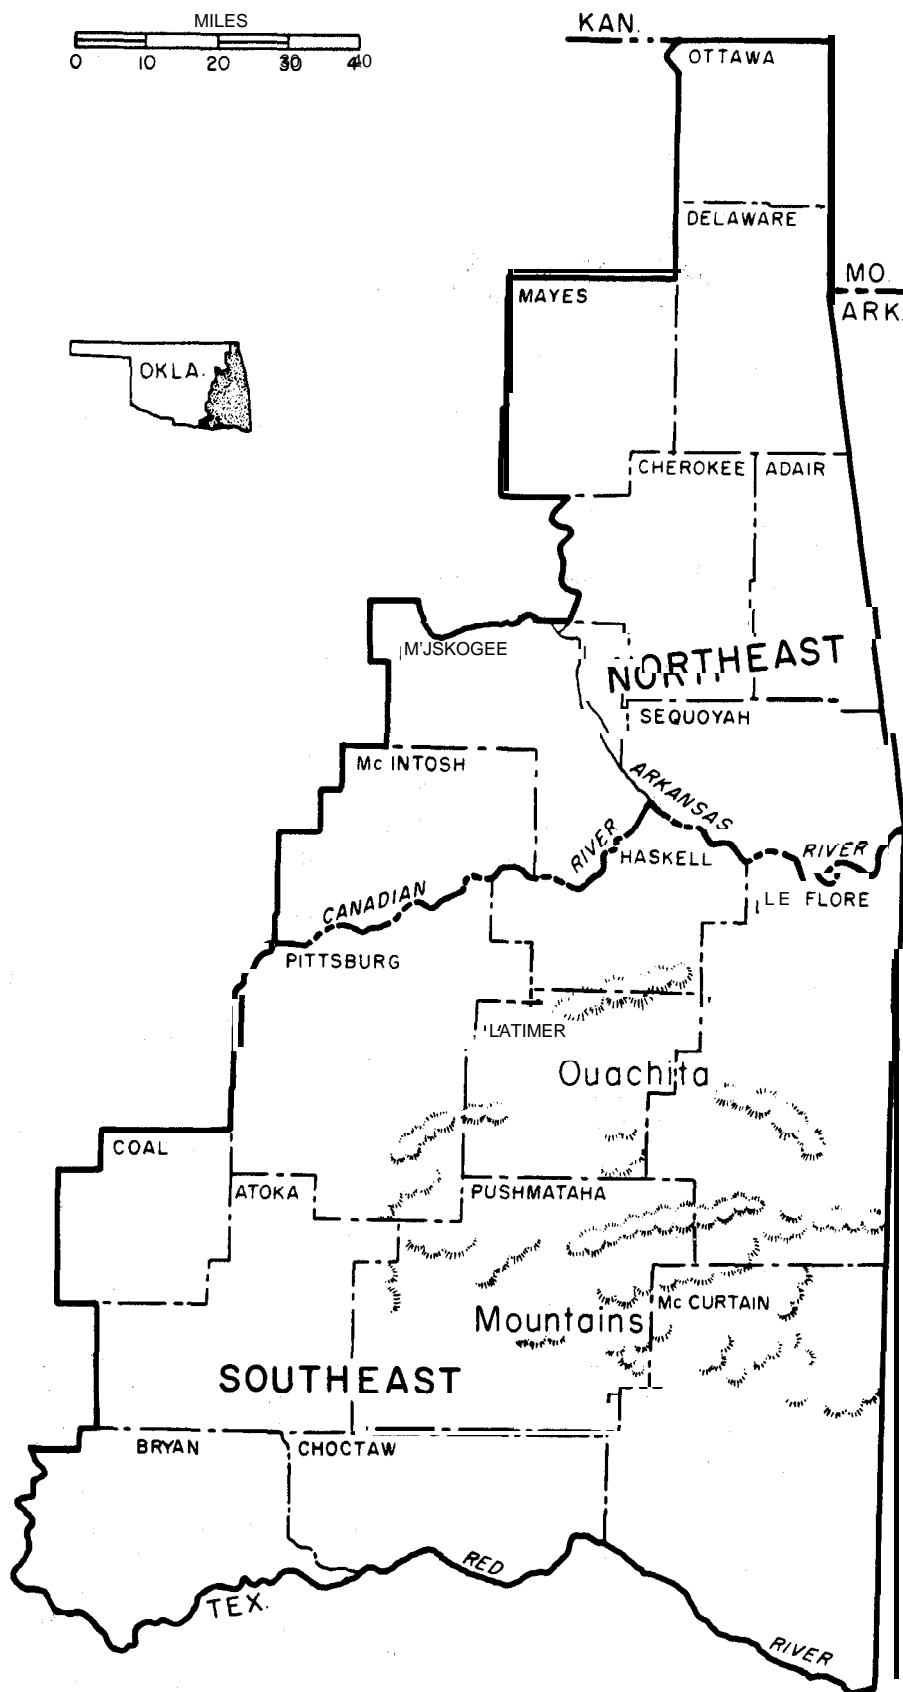 MILES
0 10 20 30 40
KAN.
OTTAWA
DELAWARE
MO.
ARK.
MAYES
OKLA.
CHEROKEE ADAIR
M'JSKOGEE
NORTHEAST
SEQUOYAH
Mc INTOSH
ARKANSAS
RIVER
RIVER
HASKELL
CANADIAN
LE FLORE
PITTSBURG
LATIMER
Ouachita
COAL
ATOKA
PUSHMATAHA
Mc CURTAIN
Mountains
SOUTHEAST
BRYAN
CHOCTAW
RED
TEX.
RIVER